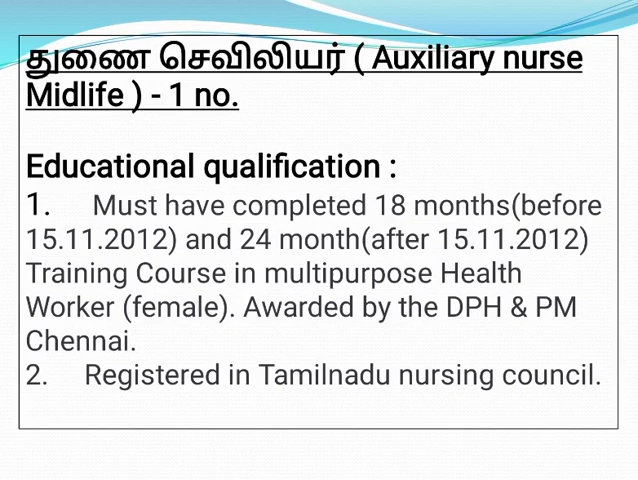 துணை செவிலியர் ( Auxiliary nurse
Midlife ) - 1 no.
Educational qualification :
1. Must have completed 18 months(before
15.11.2012) and 24 month(after 15.11.2012)
Training Course in multipurpose Health
Worker (female). Awarded by the DPH & PM
Chennai.
2. Registered in Tamilnadu nursing council.